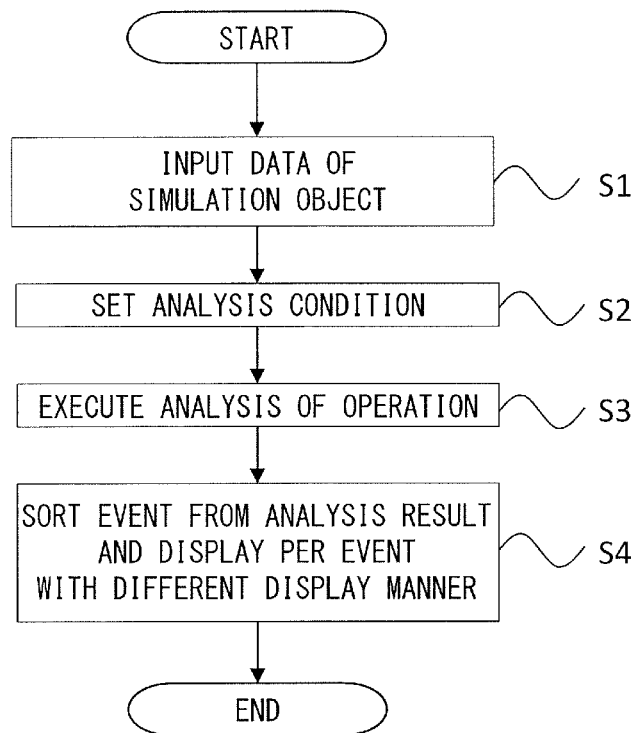 START
INPUT DATA OF
SIMULATION OBJECT
S1
SET ANALYSIS CONDITION
S2
EXECUTE ANALYSIS OF OPERATION
S3
SORT EVENT FROM ANALYSIS RESULT
AND DISPLAY PER EVENT
WITH DIFFERENT DISPLAY MANNER
S4
END